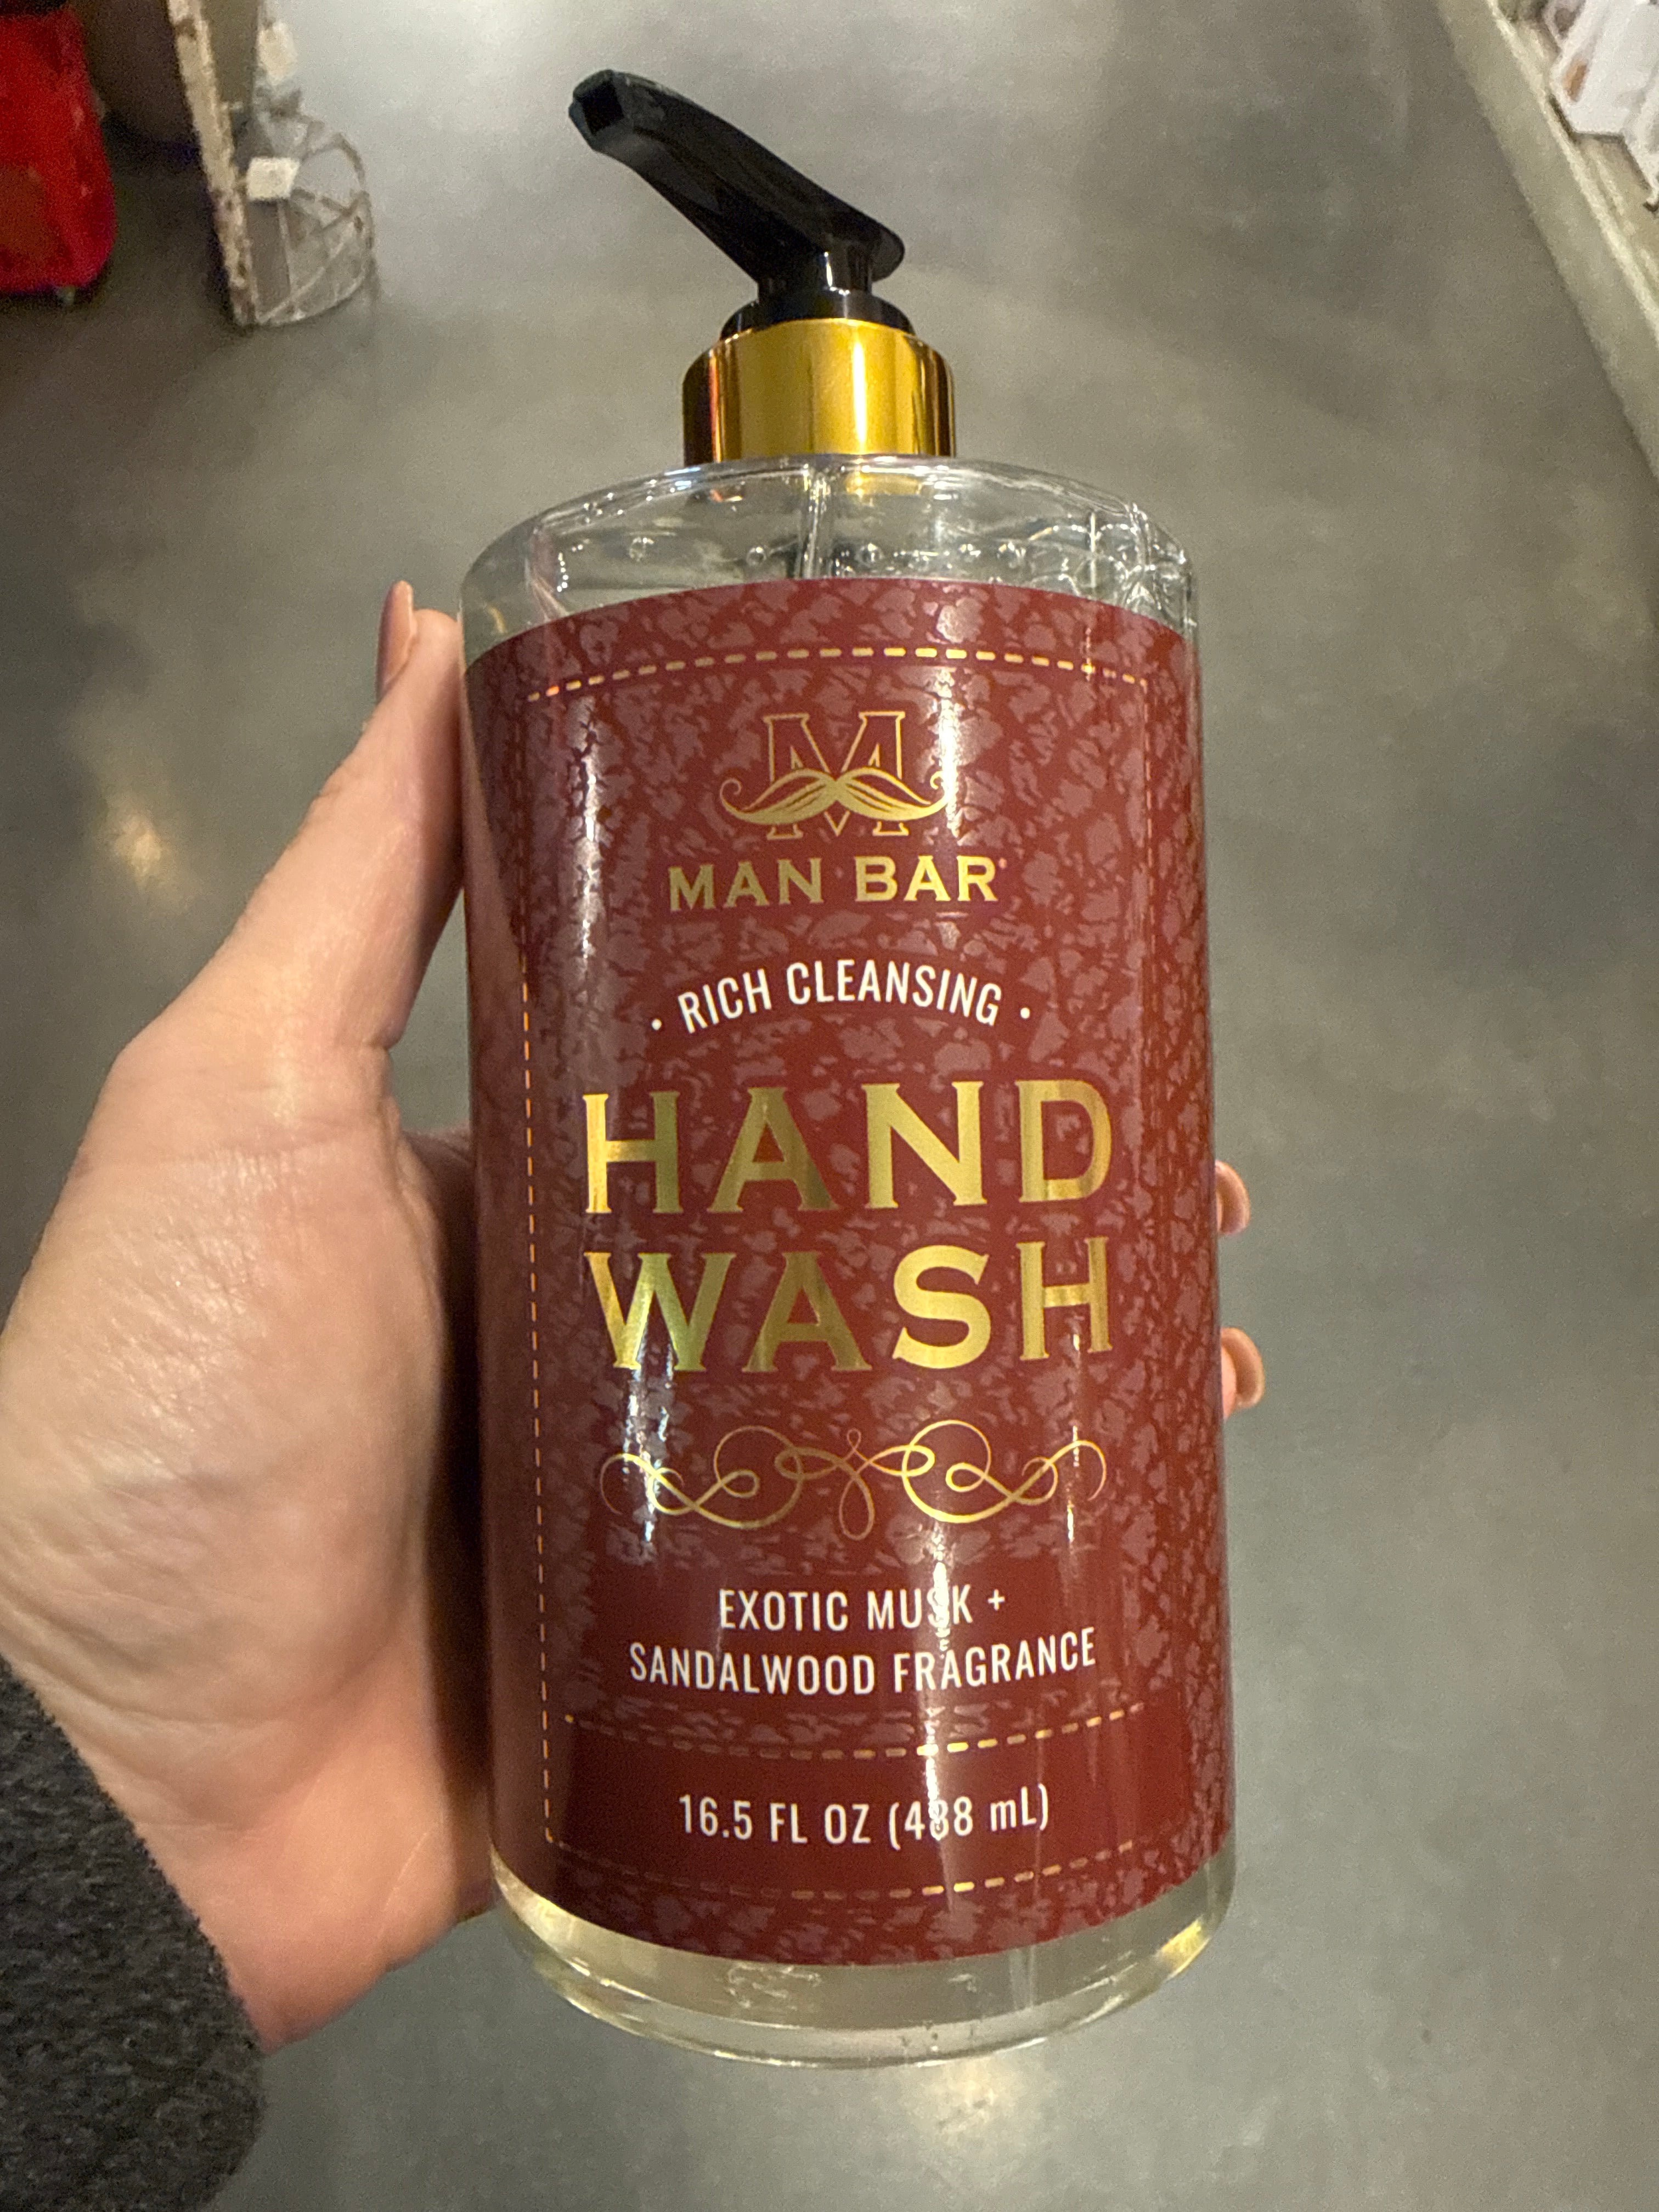 M
MAN BAR®
• RICH CLEANSING •
HAND
WASH
EXOTIC MUSK +
SANDALWOOD FRAGRANCE
16.5 FL OZ (488 mL)